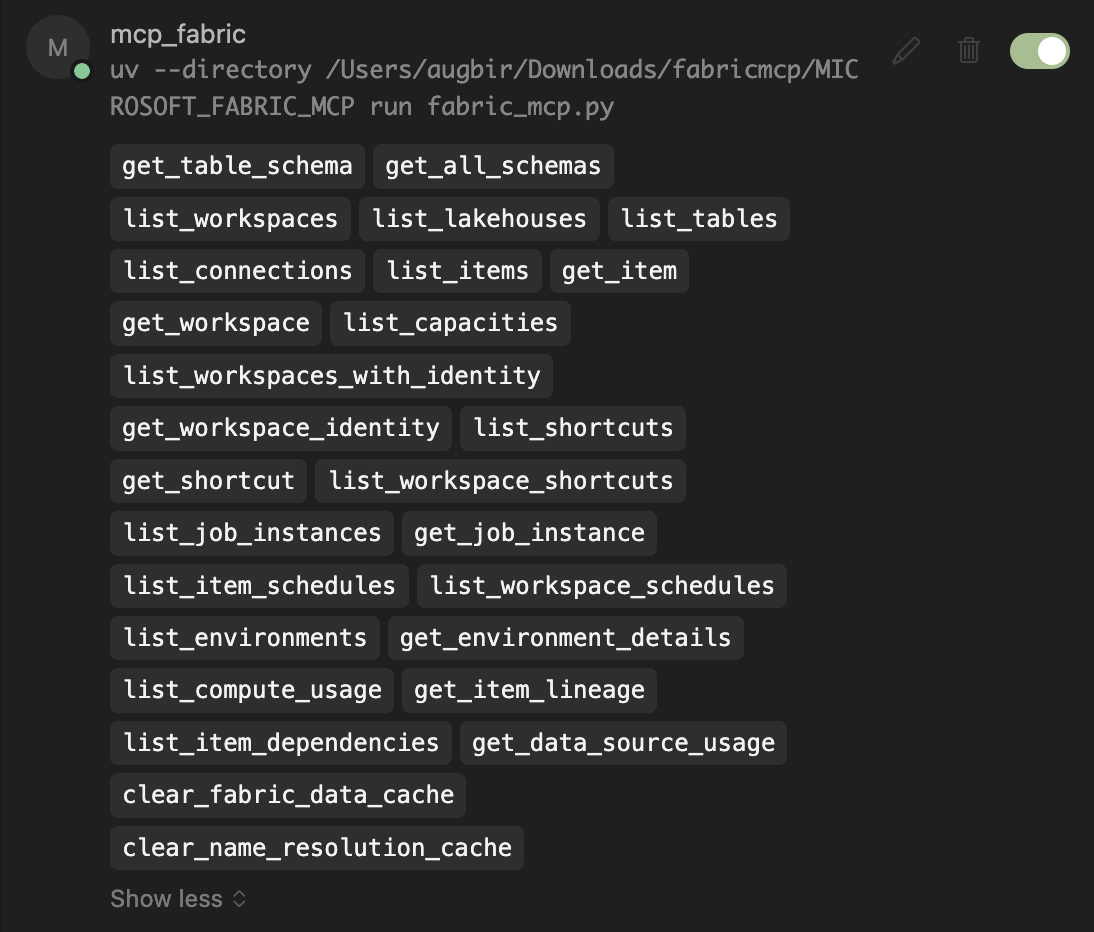 M
mcp_fabric
uv --directory /Users/augbir/Downloads/fabricmcp/MIC
ROSOFT_FABRIC_MCP run fabric_mcp.py
get_table_schema get_all_schemas
list_workspaces list_lakehouses list_tables
list_connections list_items get_item
get_workspace list_capacities
list_workspaces_with_identity
get_workspace_identity list_shortcuts
get_shortcut list_workspace_shortcuts
list_job_instances get_job_instance
list_item_schedules list_workspace_schedules
list_environments get_environment_details
list_compute_usage get_item_lineage
list_item_dependencies get_data_source_usage
clear_fabric_data_cache
clear_name_resolution_cache
Show less